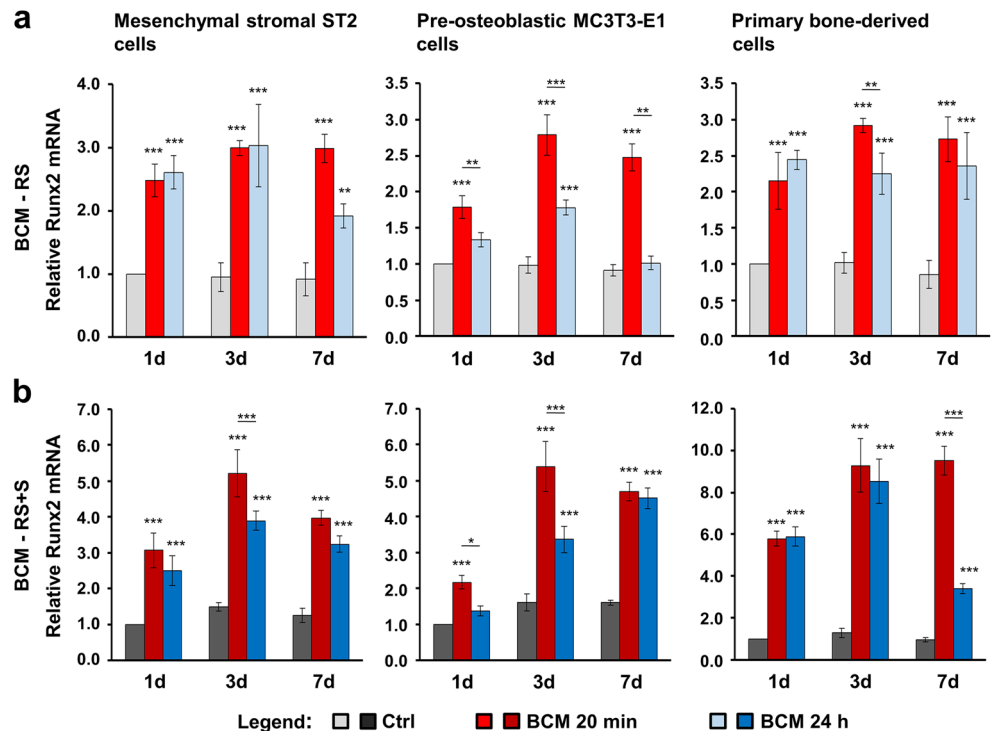 a
Mesenchymal stromal ST2
cells
Pre-osteoblastic MC3T3-E1
cells
Primary bone-derived
cells
BCM - RS
Relative Runx2 mRNA
4.0
3.0
2.0
1.0
0.0
***
***
***
***
***
**
1d
3d
7d
3.5
3.0
2.5
2.0
1.5
1.0
0.5
0.0
***
**
***
***
***
***
**
1d
3d
7d
3.5
3.0
2.5
2.0
1.5
1.0
0.5
0.0
***
***
**
***
***
***
***
1d
3d
7d
b
BCM - RS+S
Relative Runx2 mRNA
7.0
6.0
5.0
4.0
3.0
2.0
1.0
0.0
***
***
***
***
***
***
***
1d
3d
7d
7.0
6.0
5.0
4.0
3.0
2.0
1.0
0.0
*
***
***
***
***
***
***
1d
3d
7d
12.0
10.0
8.0
6.0
4.0
2.0
0.0
***
***
***
***
***
***
***
1d
3d
7d
Legend: Ctrl BCM 20 min BCM 24 h